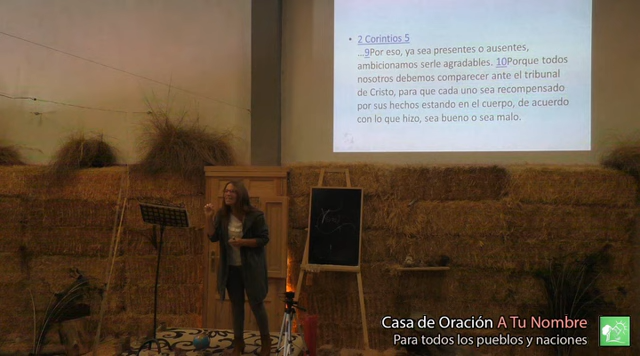 2 Corintios 5
9Por eso, ya sea presentes o ausentes,
ambicionamos serle agradables. 10Porque todos
nosotros debemos comparecer ante el tribunal
de Cristo, para que cada uno sea recompensado
por sus hechos estando en el cuerpo, de acuerdo
con lo que hizo, sea bueno o sea malo.
Casa de Oración A Tu Nombre
Para todos los pueblos y naciones